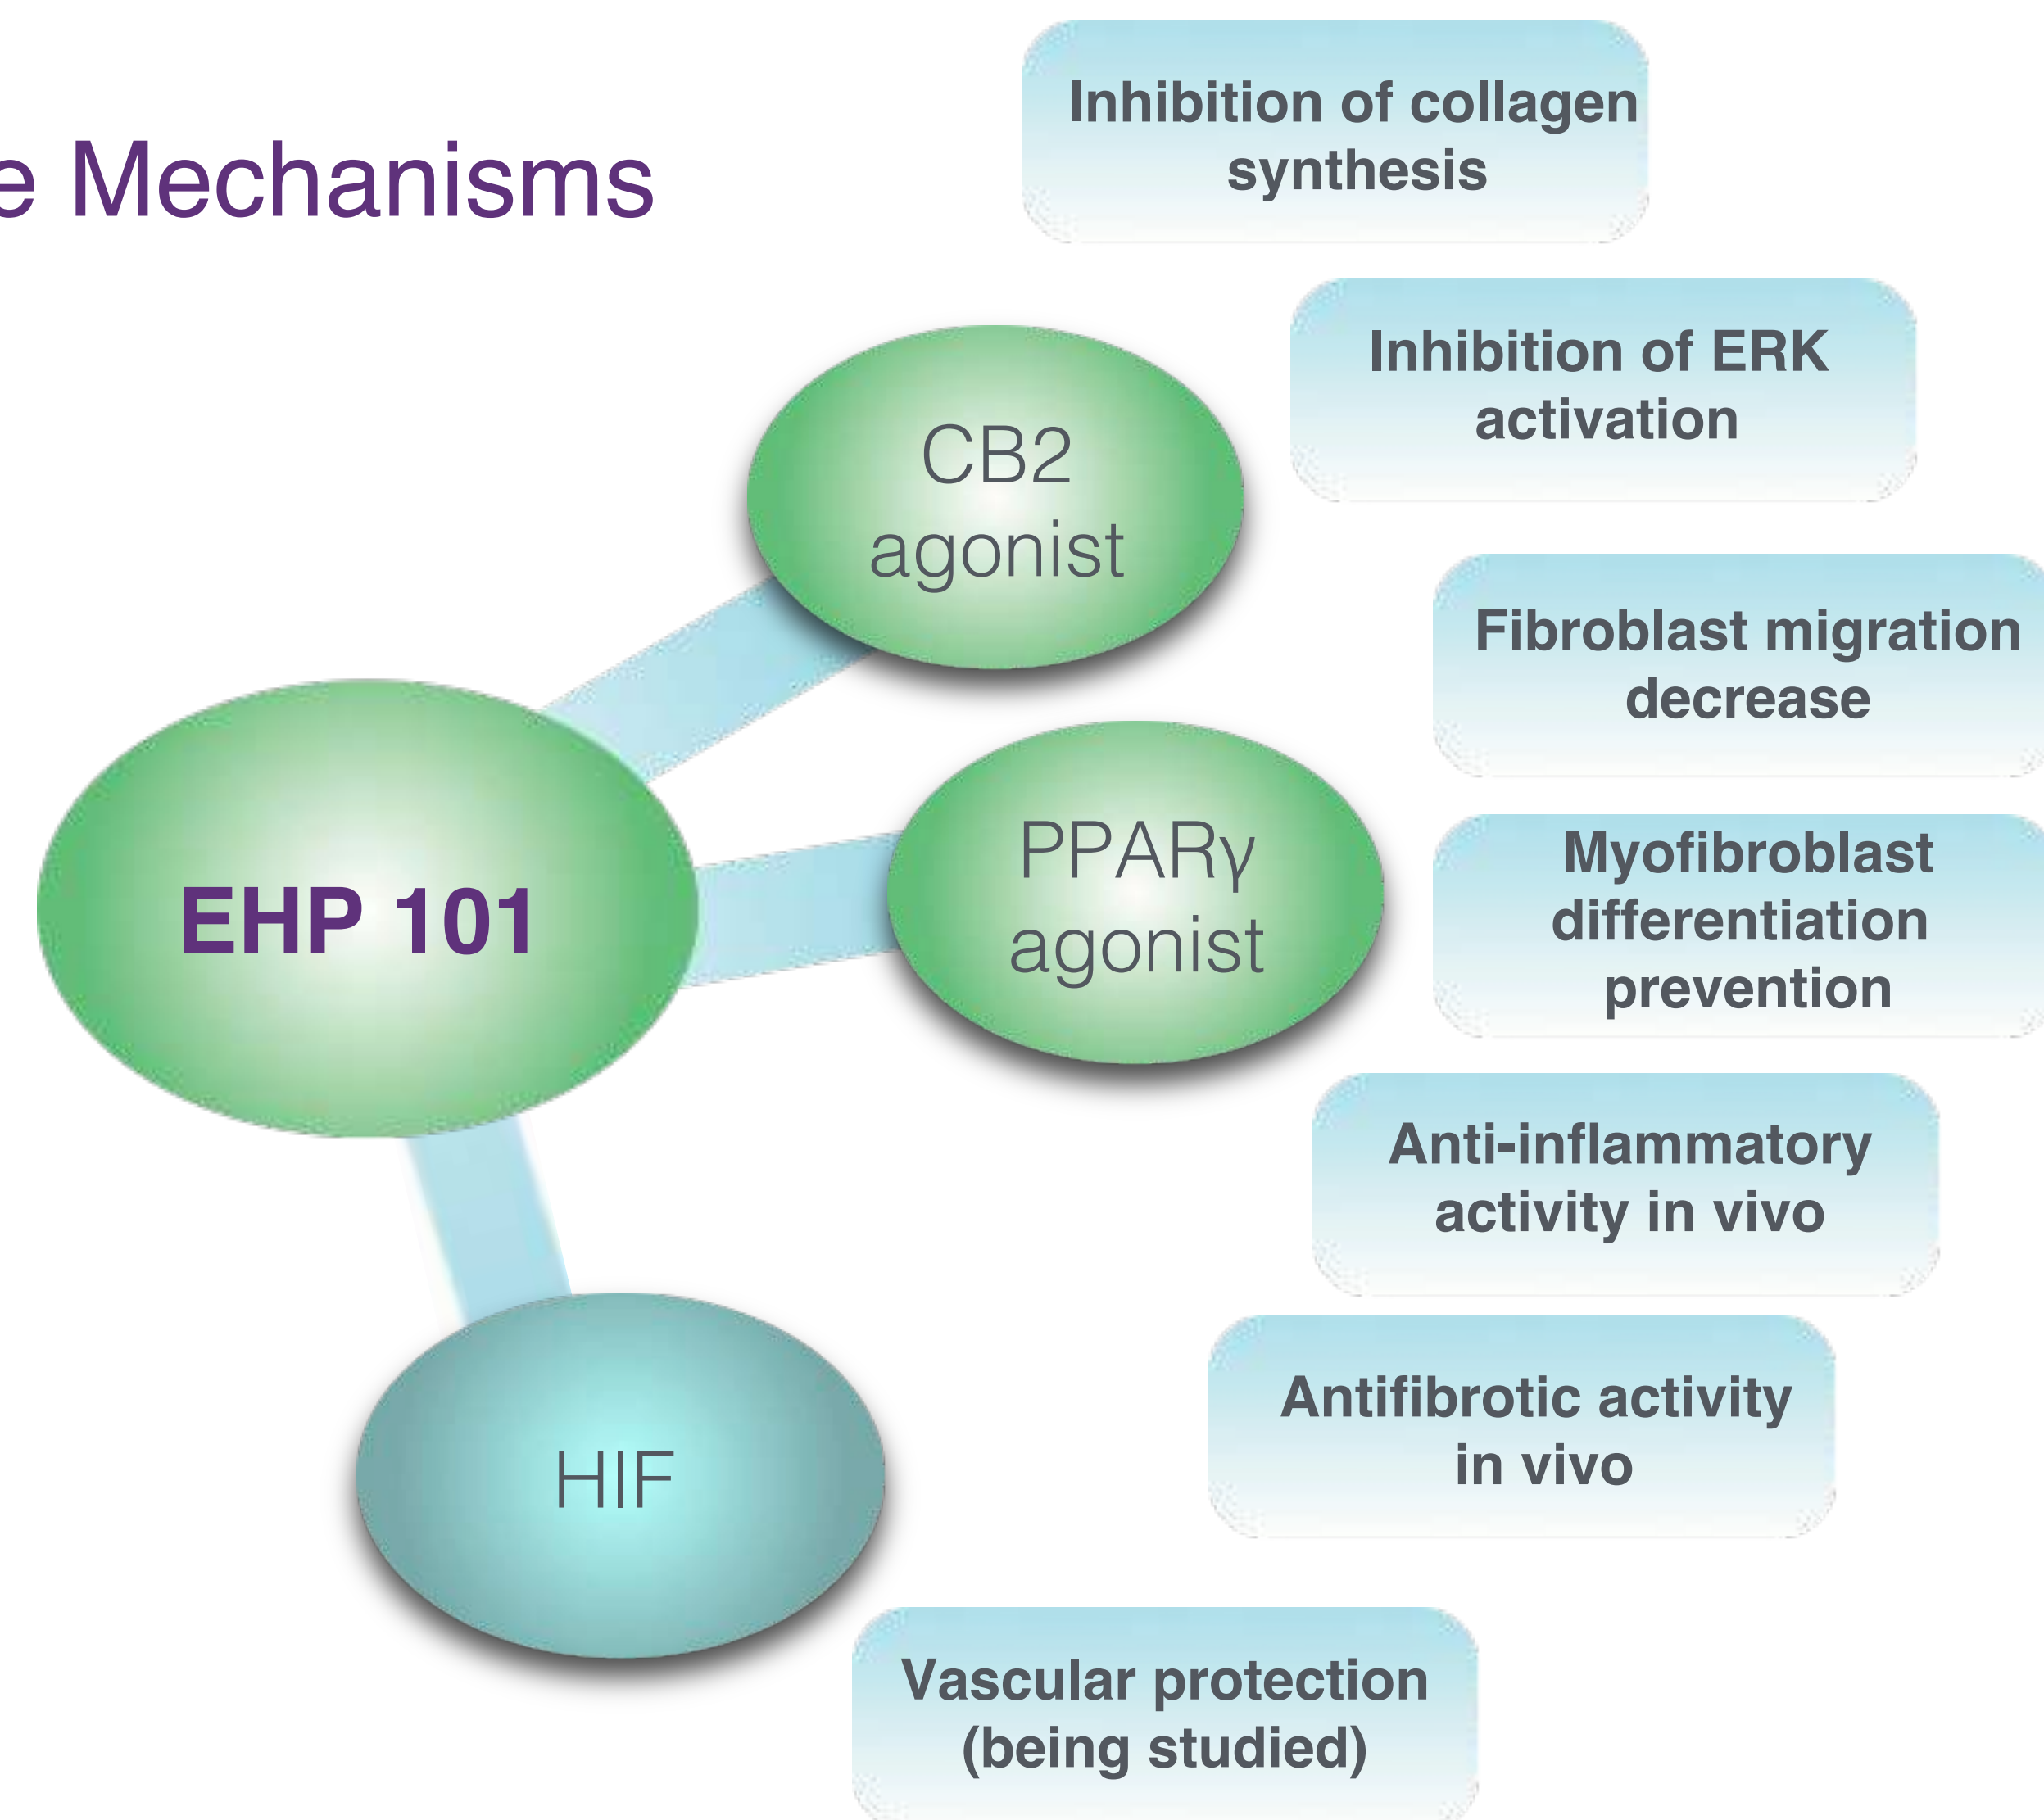 e Mechanisms
Inhibition of collagen
synthesis
Inhibition of ERK
activation
CB2
agonist
Fibroblast migration
decrease
PPARγ
agonist
Myofibroblast
differentiation
prevention
EHP 101
Anti-inflammatory
activity in vivo
Antifibrotic activity
in vivo
HIF
Vascular protection
(being studied)